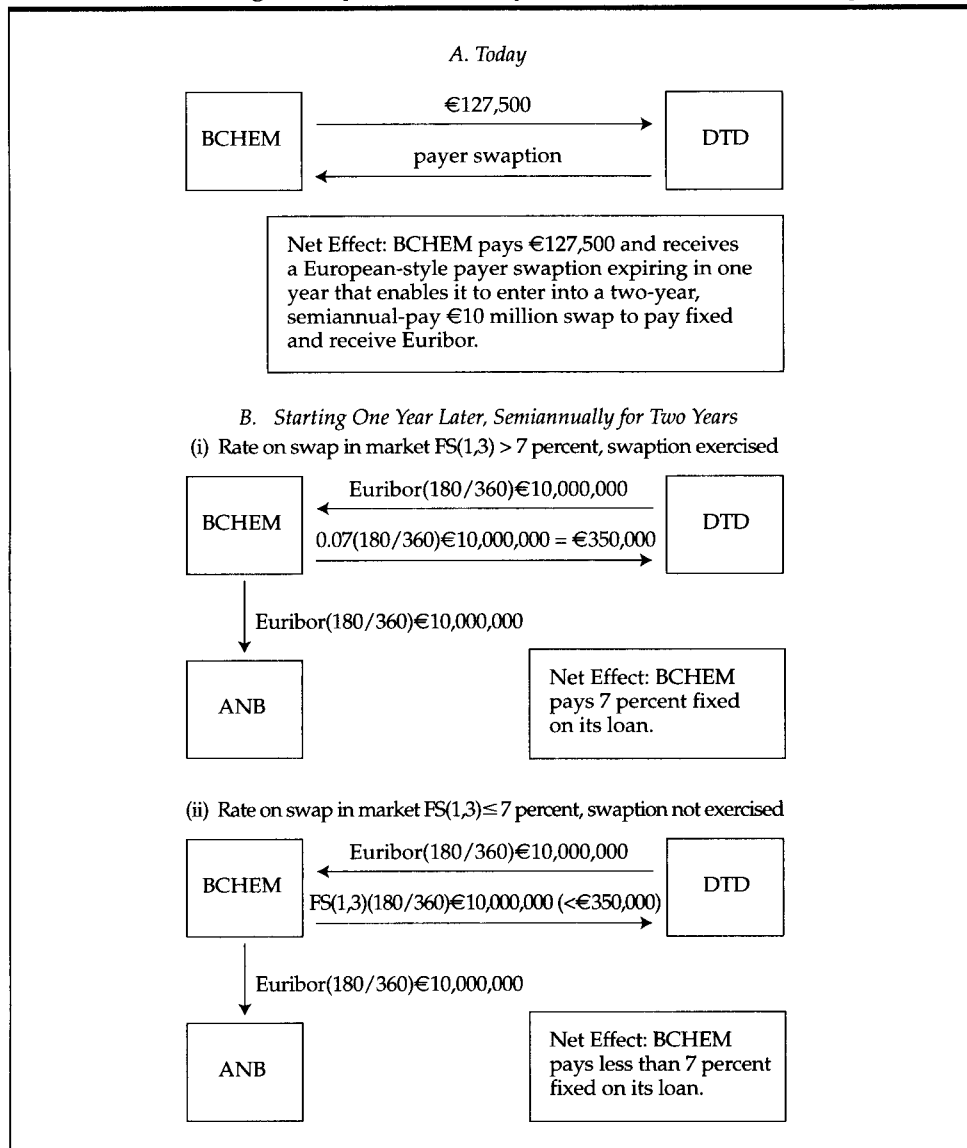 A. Today
€127,500
BCHEM
DTD
payer swaption
Net Effect: BCHEM pays €127,500 and receives
a European-style payer swaption expiring in one
year that enables it to enter into a two-year,
semiannual-pay €10 million swap to pay fixed
and receive Euribor.
B. Starting One Year Later, Semiannually for Two Years
(i) Rate on swap in market FS(1,3) > 7 percent, swaption exercised
Euribor(180/360)€10,000,000
BCHEM
DTD
0.07(180/360)€10,000,000 = €350,000
Euribor(180/360)€10,000,000
ANB
Net Effect: BCHEM
pays 7 percent fixed
on its loan.
(ii) Rate on swap in market FS(1,3) ≤ 7 percent, swaption not exercised
Euribor(180/360)€10,000,000
BCHEM
DTD
FS(1,3)(180/360)€10,000,000 (<€350,000)
Euribor(180/360)€10,000,000
ANB
Net Effect: BCHEM
pays less than 7 percent
fixed on its loan.